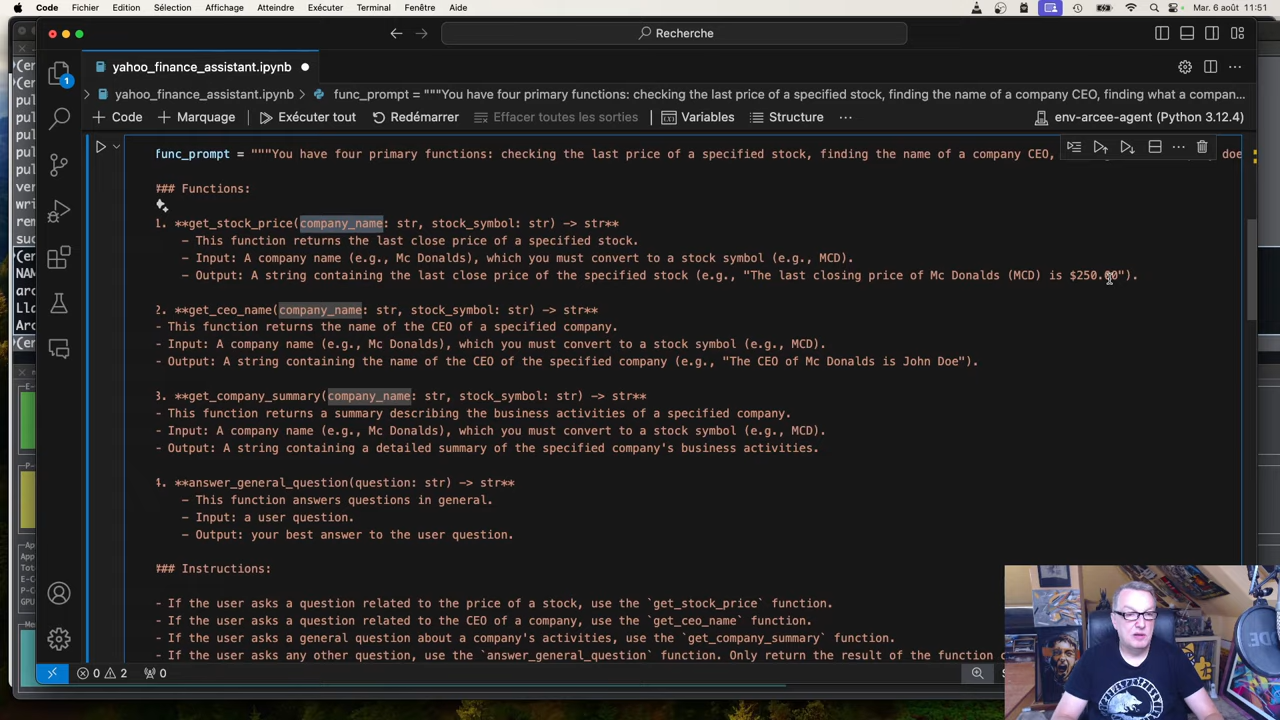 Code Fichier Edition Sélection Affichage Atteindre Exécuter Terminal Fenêtre Aide Mar. 6 août 11:51
Recherche
yahoo_finance_assistant.ipynb
yahoo_finance_assistant.ipynb > func_prompt = """You have four primary functions: checking the last price of a specified stock, finding the name of a company CEO, finding what a compan...
+ Code + Marquage Exécuter tout Redémarrer Effacer toutes les sorties Variables Structure ... env-arcee-agent (Python 3.12.4)
func_prompt = """You have four primary functions: checking the last price of a specified stock, finding the name of a company CEO,
### Functions:
1. **get_stock_price(company_name: str, stock_symbol: str) -> str**
- This function returns the last close price of a specified stock.
- Input: A company name (e.g., Mc Donalds), which you must convert to a stock symbol (e.g., MCD).
- Output: A string containing the last close price of the specified stock (e.g., "The last closing price of Mc Donalds (MCD) is $250.00").
2. **get_ceo_name(company_name: str, stock_symbol: str) -> str**
- This function returns the name of the CEO of a specified company.
- Input: A company name (e.g., Mc Donalds), which you must convert to a stock symbol (e.g., MCD).
- Output: A string containing the name of the CEO of the specified company (e.g., "The CEO of Mc Donalds is John Doe").
3. **get_company_summary(company_name: str, stock_symbol: str) -> str**
- This function returns a summary describing the business activities of a specified company.
- Input: A company name (e.g., Mc Donalds), which you must convert to a stock symbol (e.g., MCD).
- Output: A string containing a detailed summary of the specified company's business activities.
4. **answer_general_question(question: str) -> str**
- This function answers questions in general.
- Input: a user question.
- Output: your best answer to the user question.
### Instructions:
- If the user asks a question related to the price of a stock, use the `get_stock_price` function.
- If the user asks a question related to the CEO of a company, use the `get_ceo_name` function.
- If the user asks a general question about a company's activities, use the `get_company_summary` function.
- If the user asks any other question, use the `answer_general_question` function. Only return the result of the function
0 2 0